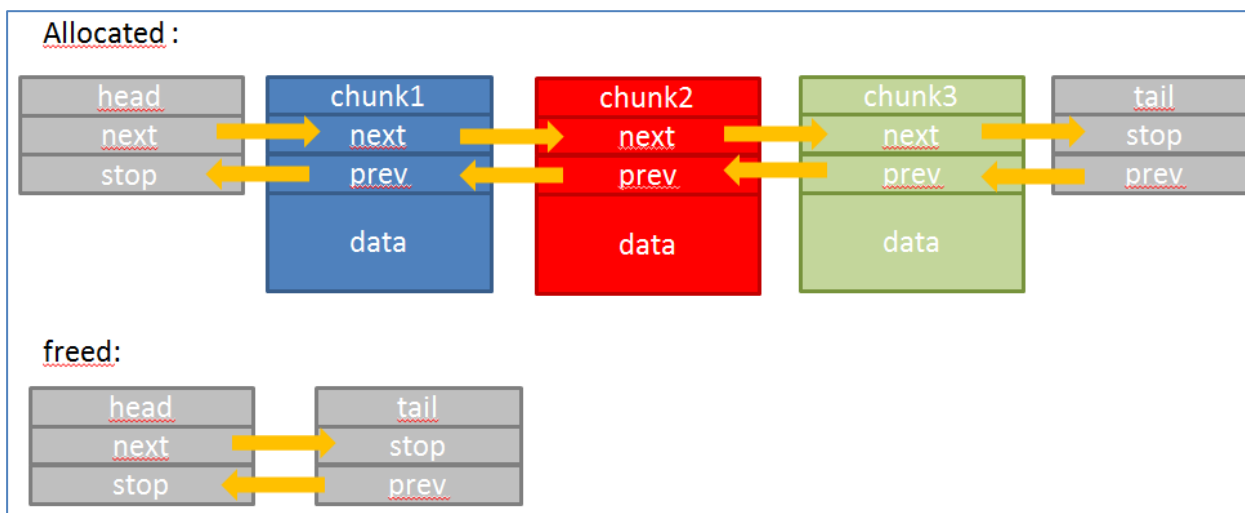 Allocated :
head chunk1 chunk2 chunk3 tail
next next next next stop
stop prev prev prev prev
data data data
freed:
head tail
next stop
stop prev